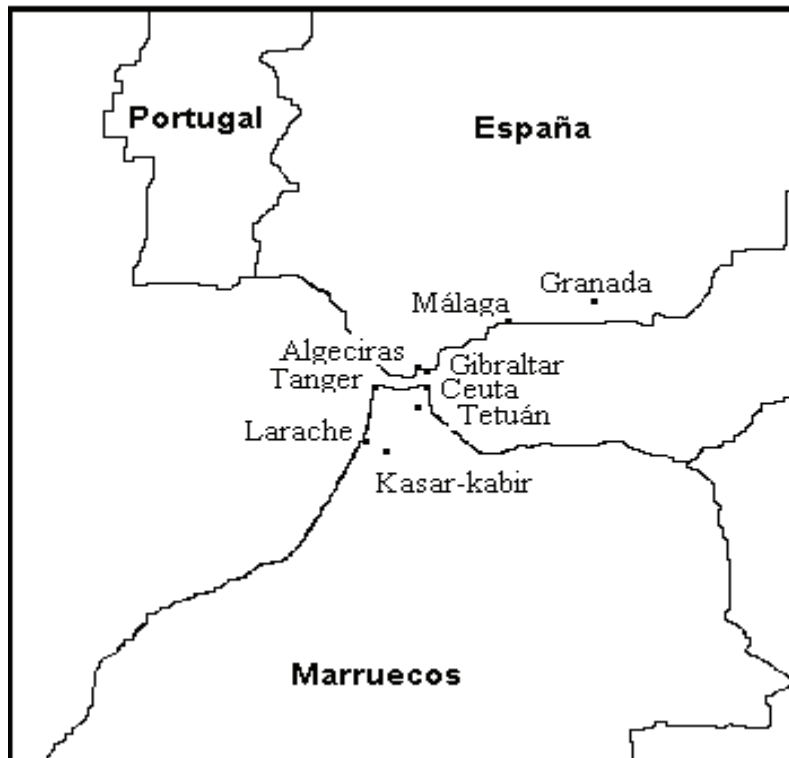 Portugal
España
Granada
Málaga
Algeciras
Gibraltar
Tanger
Ceuta
Tetuán
Larache
Kasar-kabir
Marruecos